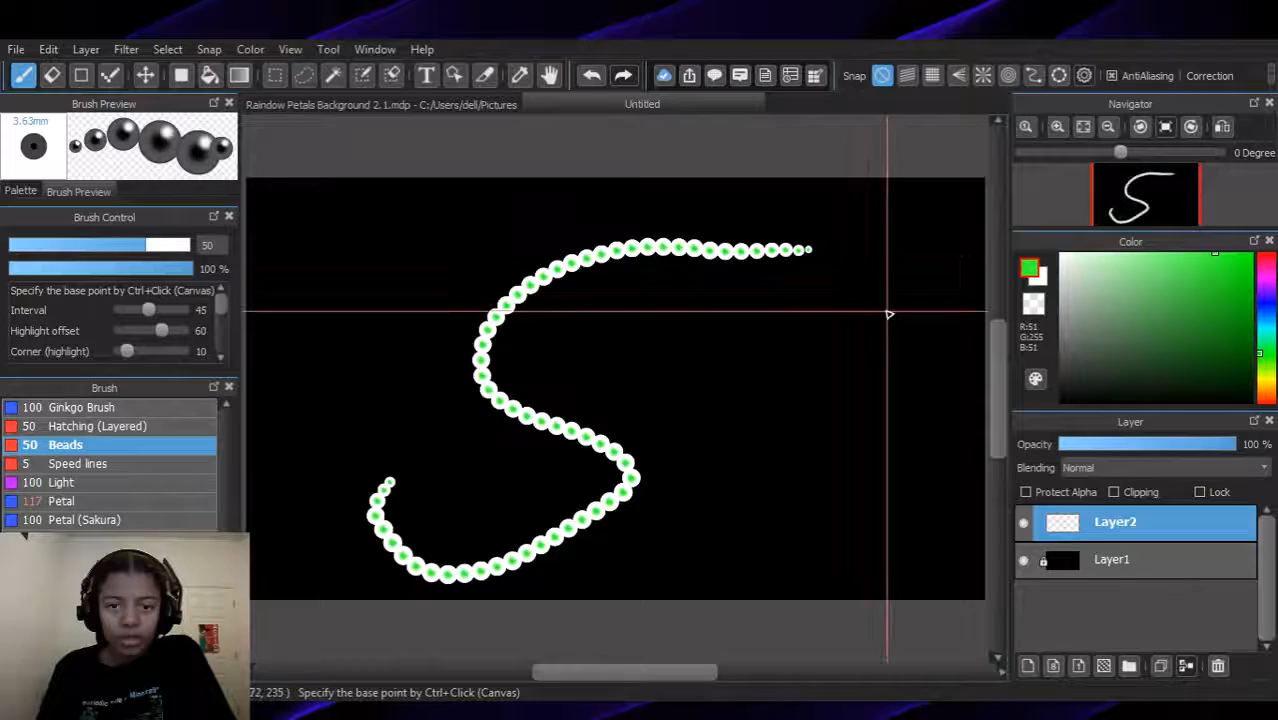 File Edit Layer Filter Select Snap Color View Tool Window Help
Snap AntiAliasing Correction
Brush Preview
Rainbow Petals Background 2. 1.mdp - C:/Users/dell/Pictures
Untitled
Navigator
3.63mm
0 Degree
Palette Brush Preview
Brush Control
50
100 %
Specify the base point by Ctrl+Click (Canvas)
Interval 45
Highlight offset 60
Corner (highlight) 10
Color
R:51
G:255
B:51
Brush
100 Ginkgo Brush
50 Hatching (Layered)
50 Beads
5 Speed lines
100 Light
117 Petal
100 Petal (Sakura)
Layer
Opacity 100 %
Blending Normal
Protect Alpha Clipping Lock
Layer2
Layer1
72, 235 ) Specify the base point by Ctrl+Click (Canvas)